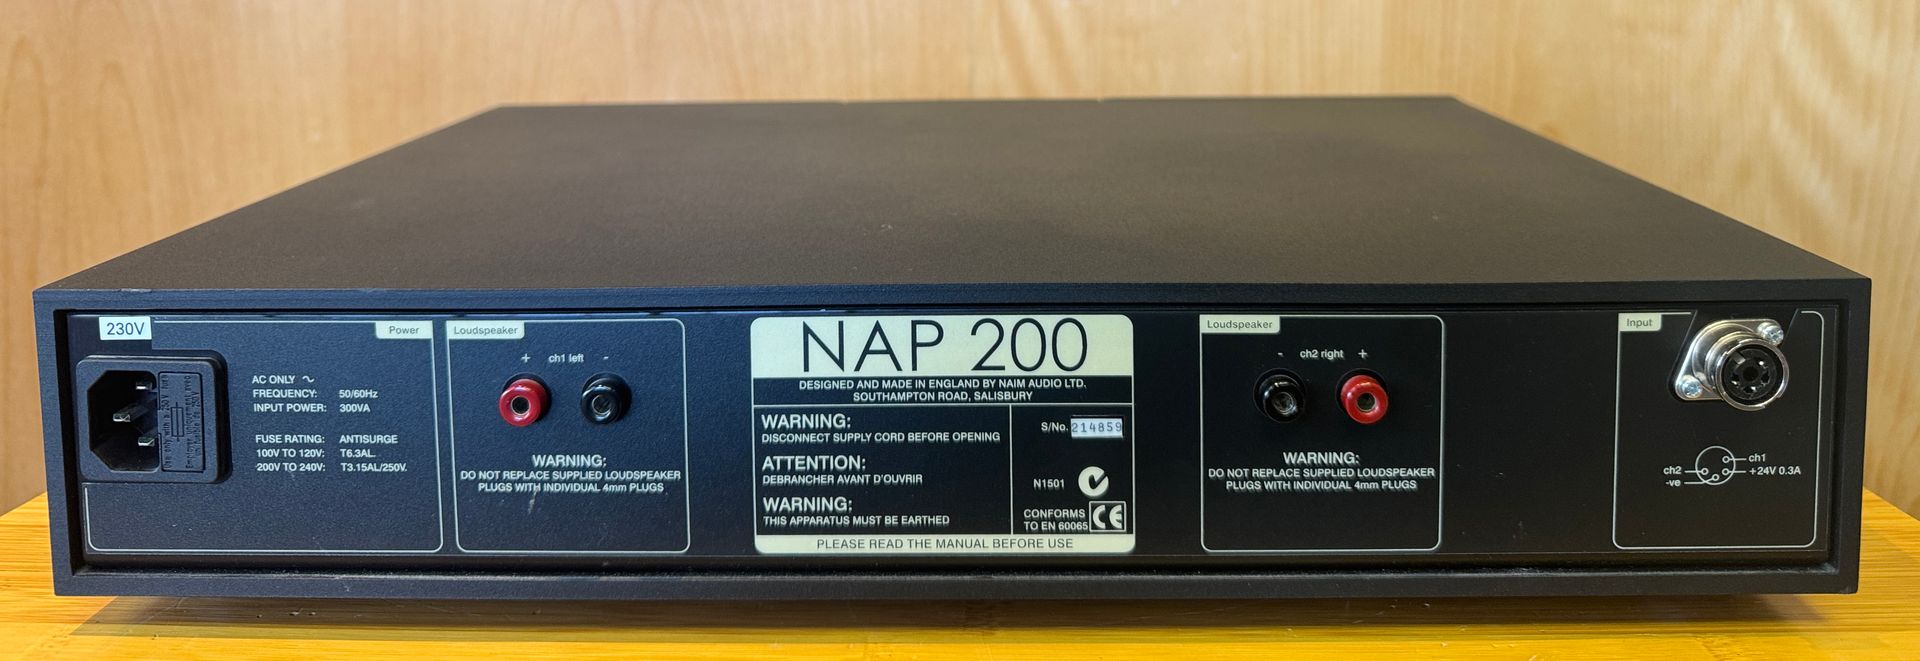 230V
Power
AC ONLY ~
FREQUENCY: 50/60Hz
INPUT POWER: 300VA
FUSE RATING: ANTISURGE
100V TO 120V: T6.3AL.
200V TO 240V: T3.15AL/250V.
Use only with a 250 V fuse
Loudspeaker
+ ch1 left -
WARNING:
DO NOT REPLACE SUPPLIED LOUDSPEAKER
PLUGS WITH INDIVIDUAL 4mm PLUGS
NAP 200
DESIGNED AND MADE IN ENGLAND BY NAIM AUDIO LTD.
SOUTHAMPTON ROAD, SALISBURY
WARNING:
DISCONNECT SUPPLY CORD BEFORE OPENING
ATTENTION:
DEBRANCHER AVANT D'OUVRIR
WARNING:
THIS APPARATUS MUST BE EARTHED
S/No. 214859
N1501
CONFORMS
TO EN 60065 CE
PLEASE READ THE MANUAL BEFORE USE
Loudspeaker
- ch2 right +
WARNING:
DO NOT REPLACE SUPPLIED LOUDSPEAKER
PLUGS WITH INDIVIDUAL 4mm PLUGS
Input
ch1
ch2 +24V 0.3A
-ve